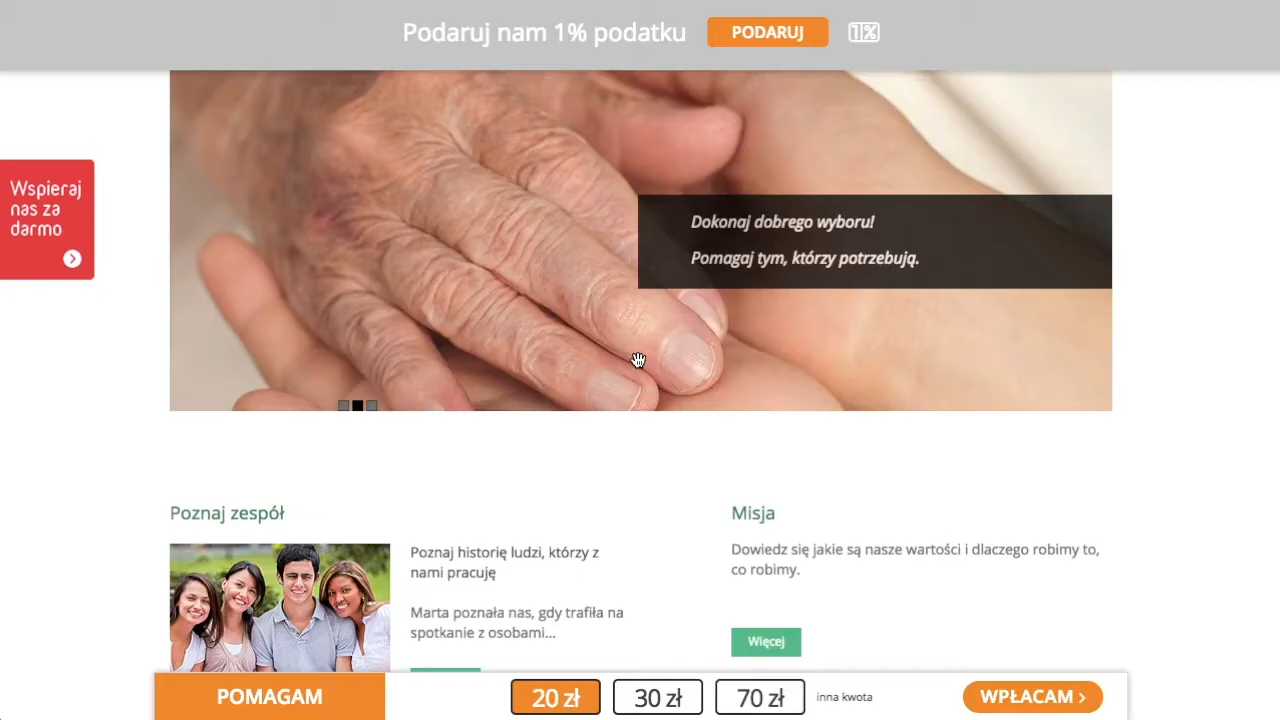 Podaruj nam 1% podatku
PODARUJ
1%
Wspieraj
nas za
darmo
Dokonaj dobrego wyboru!
Pomagaj tym, którzy potrzebują.
Poznaj zespół
Poznaj historię ludzi, którzy z
nami pracuję
Marta poznała nas, gdy trafiła na
spotkanie z osobami...
Misja
Dowiedz się jakie są nasze wartości i dlaczego robimy to,
co robimy.
Więcej
POMAGAM
20 zł
30 zł
70 zł
inna kwota
WPŁACAM ›